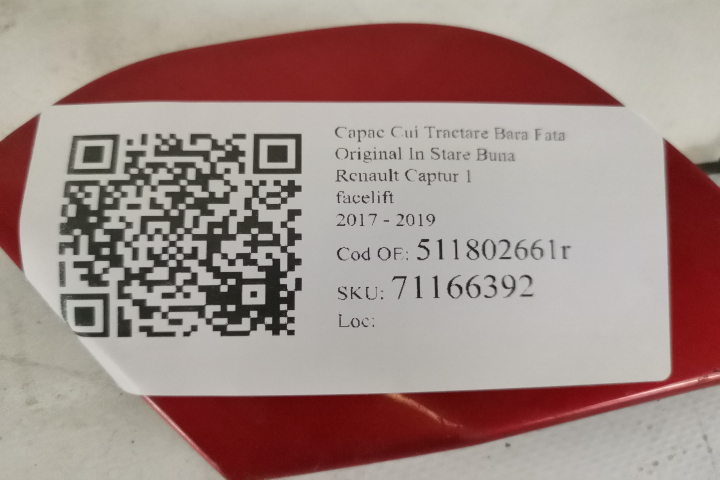 Capac Cui Tractare Bara Fata
Original In Stare Buna
Renault Captur 1
facelift
2017 - 2019
Cod OE: 511802661r
SKU: 71166392
Loc: